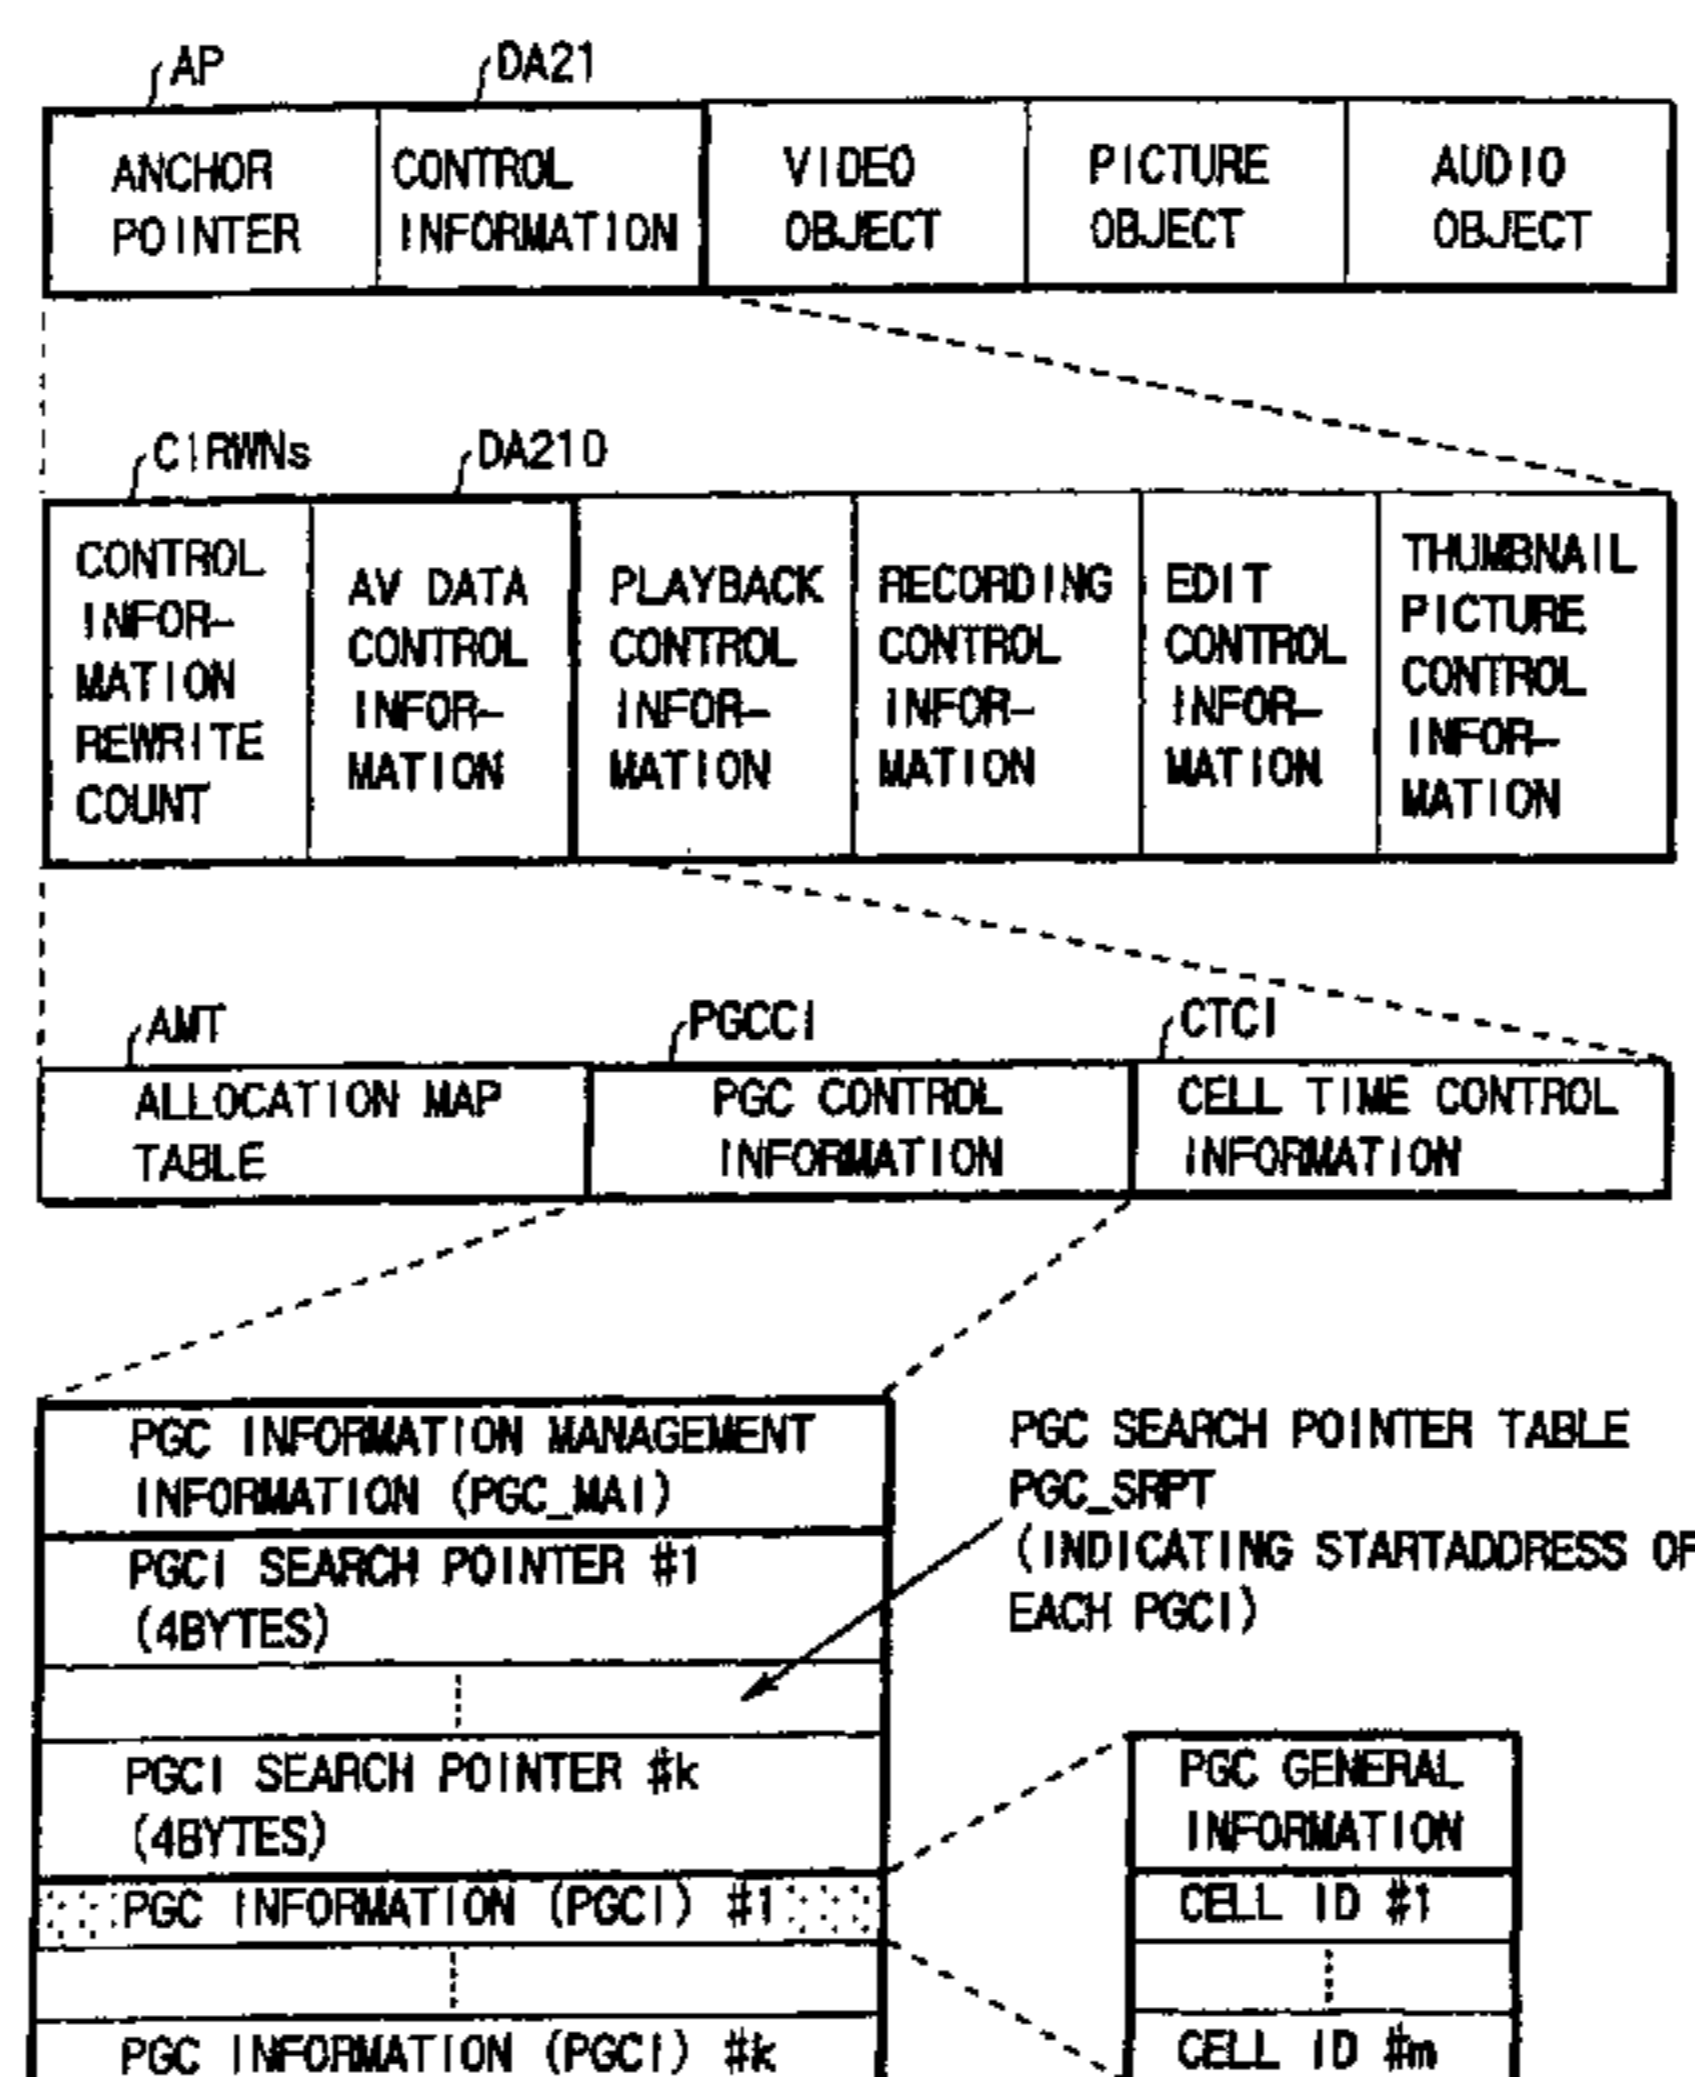 AP
DA21
ANCHOR
POINTER
CONTROL
INFORMATION
VIDEO
OBJECT
PICTURE
OBJECT
AUDIO
OBJECT
CIRWNs
DA210
CONTROL
INFOR-
MATION
REWRITE
COUNT
AV DATA
CONTROL
INFOR-
MATION
PLAYBACK
CONTROL
INFOR-
MATION
RECORDING
CONTROL
INFOR-
MATION
EDIT
CONTROL
INFOR-
MATION
THUMBNAIL
PICTURE
CONTROL
INFOR-
MATION
AMT
PGCCI
CTCI
ALLOCATION MAP
TABLE
PGC CONTROL
INFORMATION
CELL TIME CONTROL
INFORMATION
PGC INFORMATION MANAGEMENT
INFORMATION (PGC_MAI)
PGCI SEARCH POINTER #1
(4BYTES)
PGCI SEARCH POINTER #k
(4BYTES)
PGC INFORMATION (PGCI) #1
PGC INFORMATION (PGCI) #k
PGC SEARCH POINTER TABLE
PGC_SRPT
(INDICATING STARTADDRESS OF
EACH PGCI)
PGC GENERAL
INFORMATION
CELL ID #1
CELL ID #m